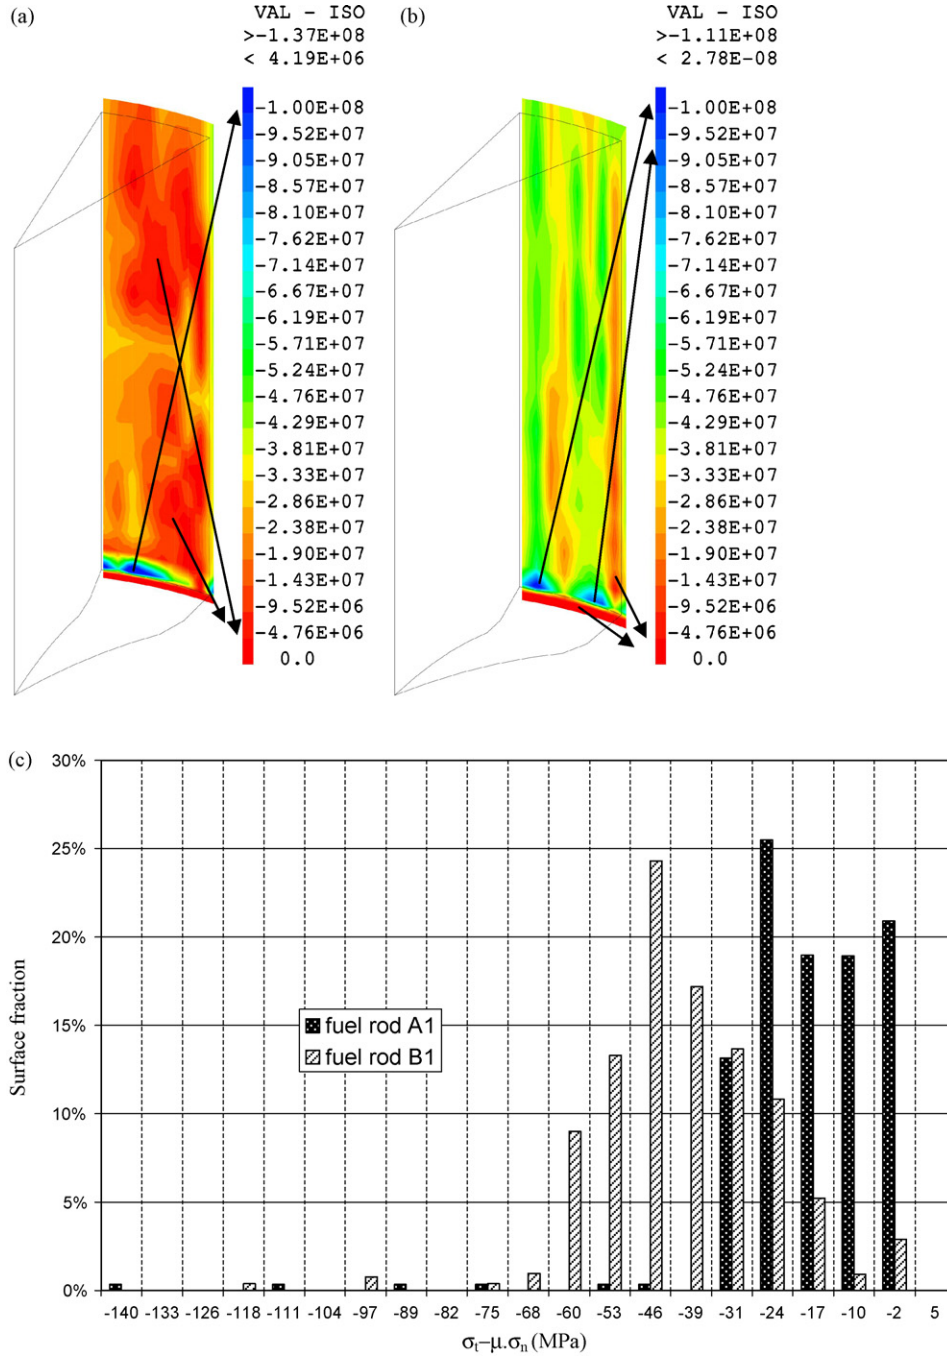 (a)
VAL - ISO
>-1.37E+08
< 4.19E+06
-1.00E+08
-9.52E+07
-9.05E+07
-8.57E+07
-8.10E+07
-7.62E+07
-7.14E+07
-6.67E+07
-6.19E+07
-5.71E+07
-5.24E+07
-4.76E+07
-4.29E+07
-3.81E+07
-3.33E+07
-2.86E+07
-2.38E+07
-1.90E+07
-1.43E+07
-9.52E+06
-4.76E+06
0.0
(b)
VAL - ISO
>-1.11E+08
< 2.78E-08
-1.00E+08
-9.52E+07
-9.05E+07
-8.57E+07
-8.10E+07
-7.62E+07
-7.14E+07
-6.67E+07
-6.19E+07
-5.71E+07
-5.24E+07
-4.76E+07
-4.29E+07
-3.81E+07
-3.33E+07
-2.86E+07
-2.38E+07
-1.90E+07
-1.43E+07
-9.52E+06
-4.76E+06
0.0
(c)
30%
25%
20%
15%
10%
5%
0%
Surface fraction
fuel rod A1
fuel rod B1
-140 -133 -126 -118 -111 -104 -97 -89 -82 -75 -68 -60 -53 -46 -39 -31 -24 -17 -10 -2 5
σt−μ.σn (MPa)